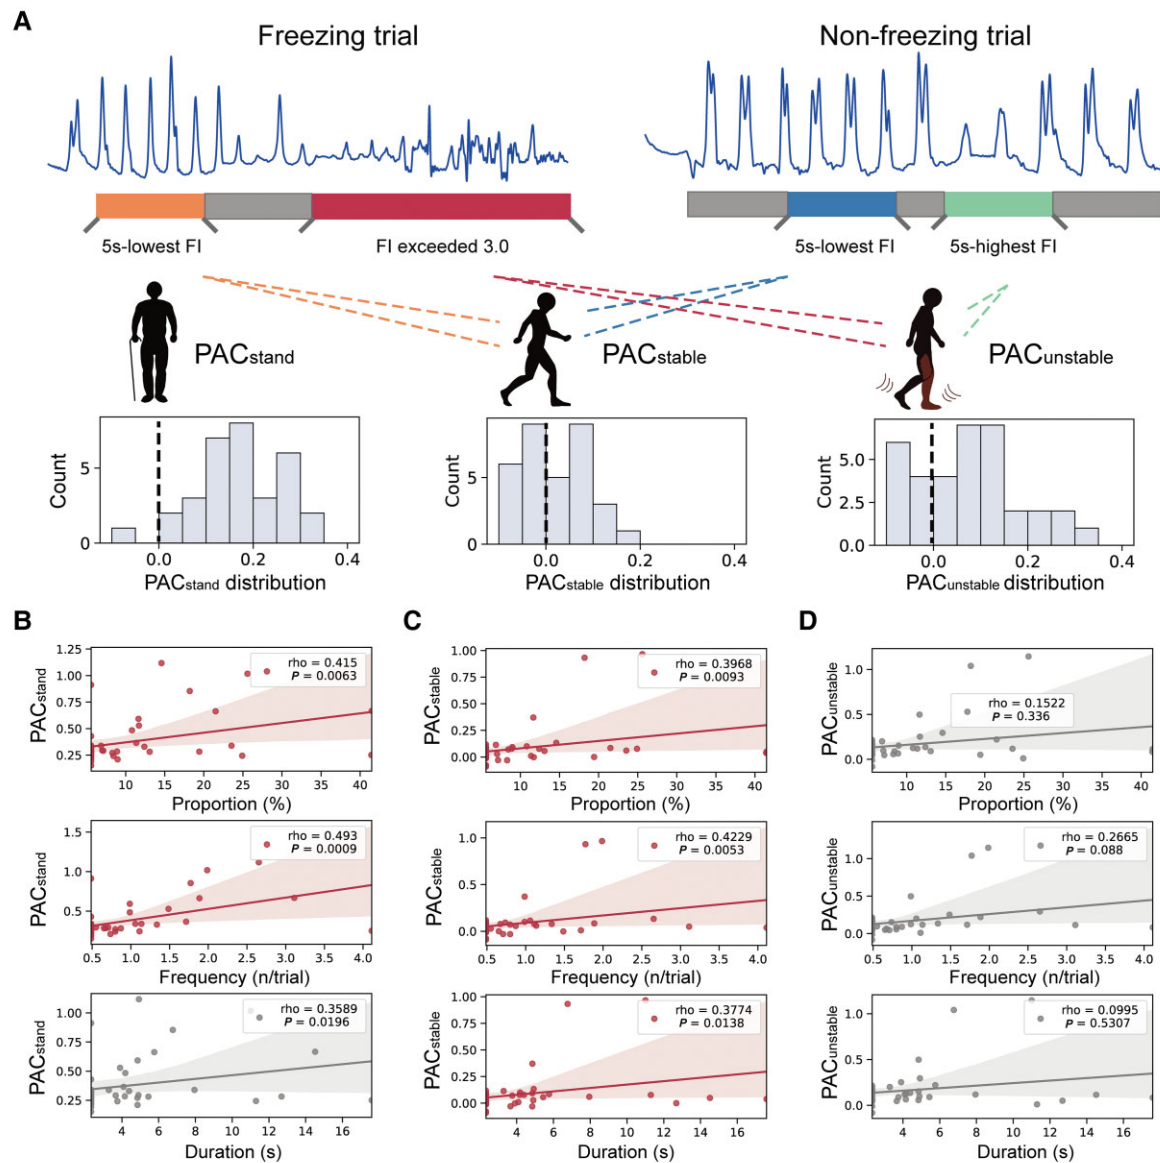 A
Freezing trial
Non-freezing trial
5s-lowest FI
FI exceeded 3.0
5s-lowest FI
5s-highest FI
PACstand
PACstable
PACunstable
Count
5
0
0.0
0.2
0.4
PACstand distribution
Count
5
0
0.0
0.2
0.4
PACstable distribution
Count
5.0
2.5
0.0
0.0
0.2
0.4
PACunstable distribution
B
PACstand
1.25
1.00
0.75
0.50
0.25
rho = 0.415
P = 0.0063
10
15
20
25
30
35
40
Proportion (%)
PACstand
1.5
1.0
0.5
rho = 0.493
P = 0.0009
0.5
1.0
1.5
2.0
2.5
3.0
3.5
4.0
Frequency (n/trial)
PACstand
1.00
0.75
0.50
0.25
rho = 0.3589
P = 0.0196
4
6
8
10
12
14
16
Duration (s)
C
PACstable
1.00
0.75
0.50
0.25
0.00
rho = 0.3968
P = 0.0093
10
15
20
25
30
35
40
Proportion (%)
PACstable
1.00
0.75
0.50
0.25
0.00
rho = 0.4229
P = 0.0053
0.5
1.0
1.5
2.0
2.5
3.0
3.5
4.0
Frequency (n/trial)
PACstable
1.00
0.75
0.50
0.25
0.00
rho = 0.3774
P = 0.0138
4
6
8
10
12
14
16
Duration (s)
D
PACunstable
1.0
0.5
0.0
rho = 0.1522
P = 0.336
10
15
20
25
30
35
40
Proportion (%)
PACunstable
1.0
0.5
0.0
rho = 0.2665
P = 0.088
0.5
1.0
1.5
2.0
2.5
3.0
3.5
4.0
Frequency (n/trial)
PACunstable
1.0
0.5
0.0
rho = 0.0995
P = 0.5307
4
6
8
10
12
14
16
Duration (s)